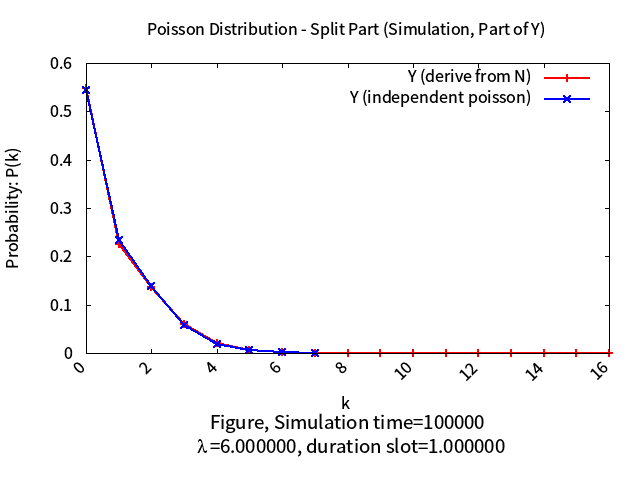 Poisson Distribution - Split Part (Simulation, Part of Y)
Y (derive from N)
Y (independent poisson)
Probability: P(k)
0.6
0.5
0.4
0.3
0.2
0.1
0
0 2 4 6 8 10 12 14 16
k
Figure, Simulation time=100000
λ=6.000000, duration slot=1.000000